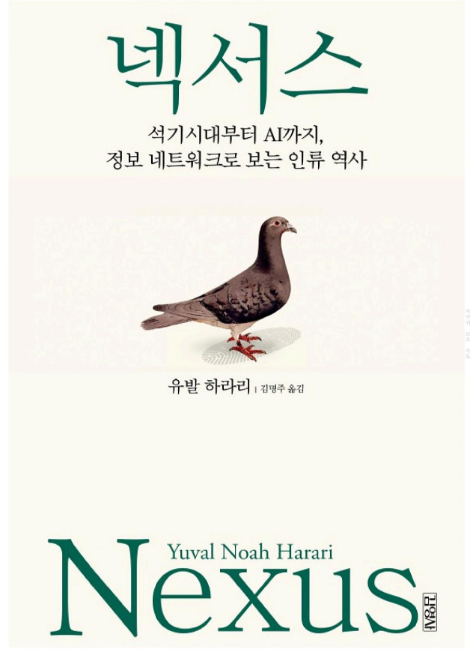 넥서스
석기시대부터 AI까지,
정보 네트워크로 보는 인류 역사
유발 하라리 | 김명주 옮김
Yuval Noah Harari
Nexus
김영사